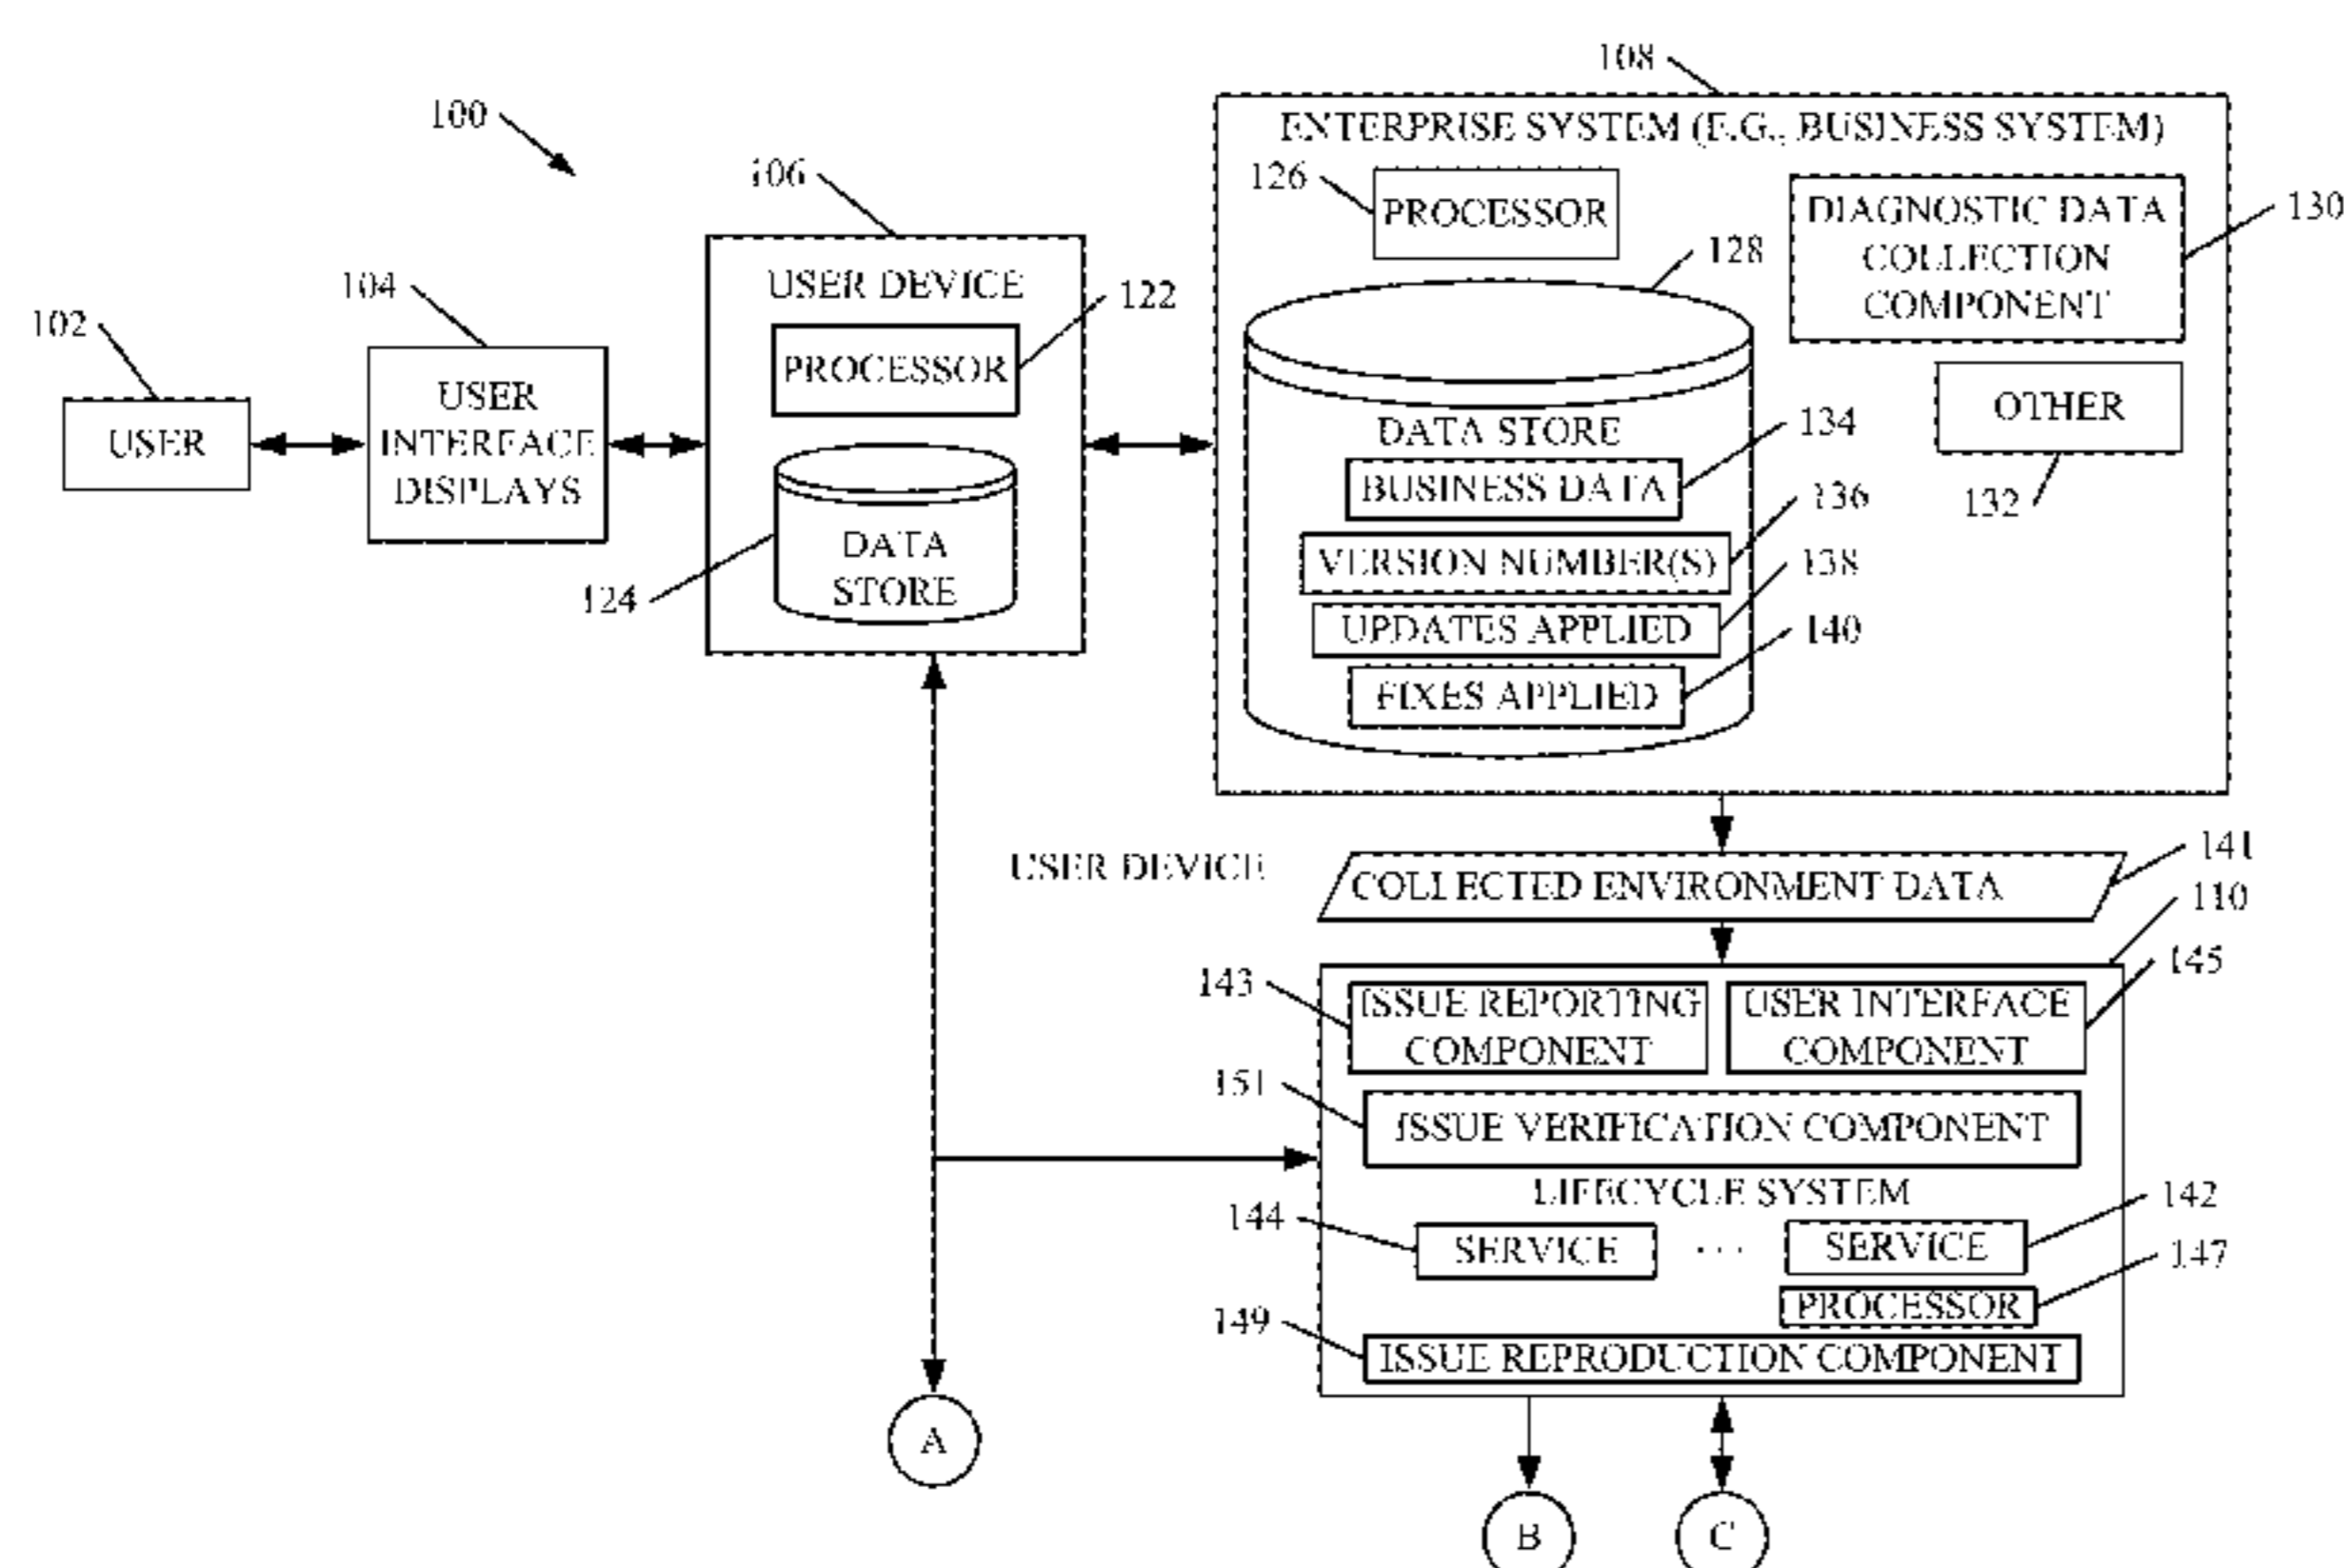 108
100
ENTERPRISE SYSTEM (E.G., BUSINESS SYSTEM)
106
126
PROCESSOR
DIAGNOSTIC DATA
COLLECTION
COMPONENT
130
128
USER DEVICE
122
PROCESSOR
104
102
USER
USER
INTERFACE
DISPLAYS
OTHER
132
DATA STORE
134
BUSINESS DATA
136
VERSION NUMBER(S)
138
UPDATES APPLIED
140
FIXES APPLIED
DATA
STORE
124
USER DEVICE
COLLECTED ENVIRONMENT DATA
141
110
143
ISSUE REPORTING
COMPONENT
USER INTERFACE
COMPONENT
145
151
ISSUE VERIFICATION COMPONENT
LIFECYCLE SYSTEM
144
SERVICE
...
SERVICE
142
147
PROCESSOR
149
ISSUE REPRODUCTION COMPONENT
A
B
C